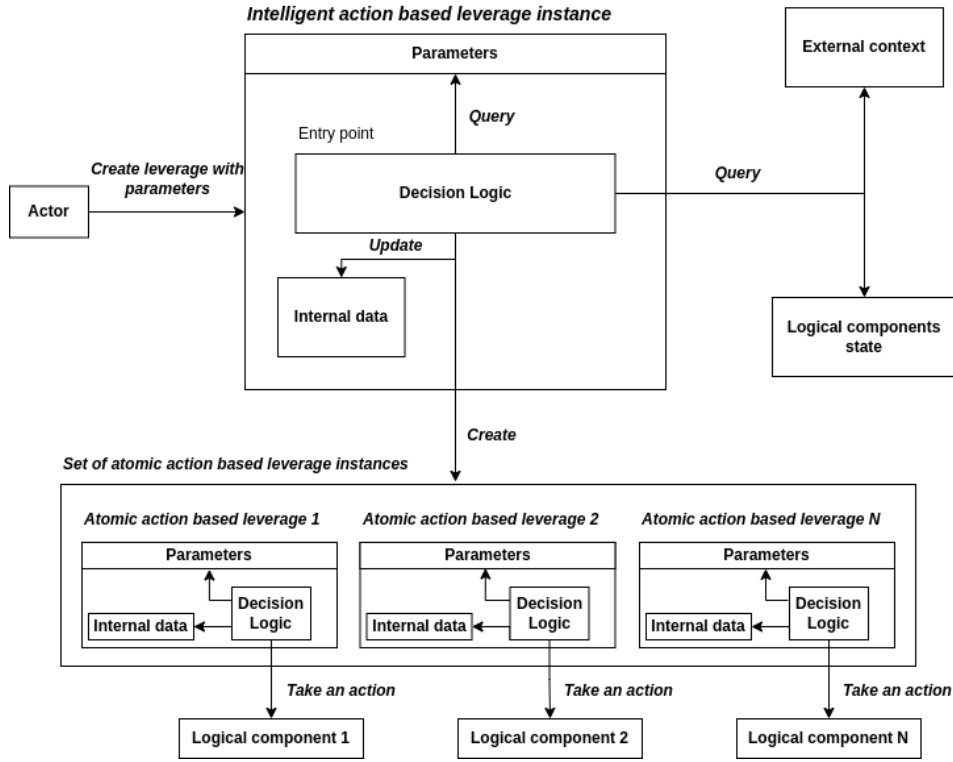 Intelligent action based leverage instance
Parameters
External context
Query
Entry point
Create leverage with
parameters
Decision Logic
Query
Actor
Update
Internal data
Logical components
state
Create
Set of atomic action based leverage instances
Atomic action based leverage 1
Atomic action based leverage 2
Atomic action based leverage N
Parameters
Parameters
Parameters
Decision
Logic
Internal data
Decision
Logic
Internal data
Decision
Logic
Internal data
Take an action
Take an action
Take an action
Logical component 1
Logical component 2
Logical component N